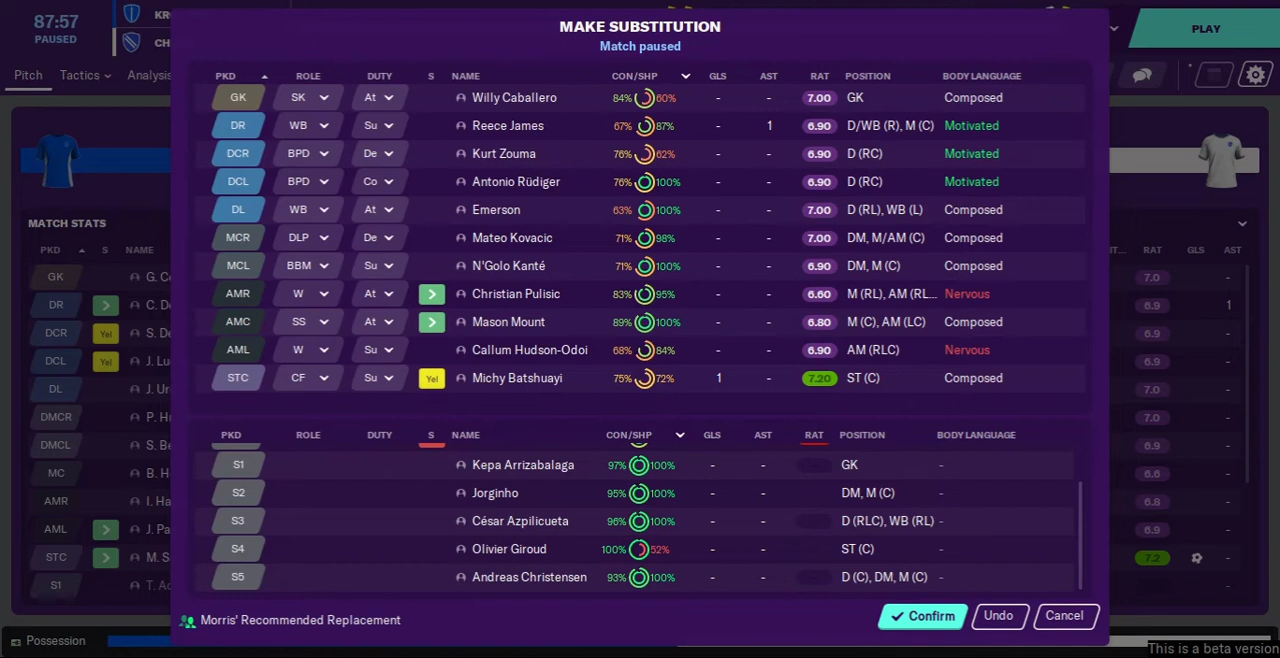 87:57
PAUSED
KR
CH
MAKE SUBSTITUTION
Match paused
PLAY
Pitch Tactics Analysis
PKD ROLE DUTY S NAME CON/SHP GLS AST RAT POSITION BODY LANGUAGE
GK SK At Willy Caballero 84% 60% - - 7.00 GK Composed
DR WB Su Reece James 67% 87% - 1 6.90 D/WB (R), M (C) Motivated
DCR BPD De Kurt Zouma 76% 62% - - 6.90 D (RC) Motivated
DCL BPD Co Antonio Rüdiger 76% 100% - - 6.90 D (RC) Motivated
DL WB At Emerson 63% 100% - - 7.00 D (RL), WB (L) Composed
MCR DLP De Mateo Kovacic 71% 98% - - 7.00 DM, M/AM (C) Composed
MCL BBM Su N'Golo Kanté 71% 100% - - 6.90 DM, M (C) Composed
AMR W At Christian Pulisic 83% 95% - - 6.60 M (RL), AM (RL... Nervous
AMC SS At Mason Mount 89% 100% - - 6.80 M (C), AM (LC) Composed
AML W Su Callum Hudson-Odoi 68% 84% - - 6.90 AM (RLC) Nervous
STC CF Su Yel Michy Batshuayi 75% 72% 1 - 7.20 ST (C) Composed
PKD ROLE DUTY S NAME CON/SHP GLS AST RAT POSITION BODY LANGUAGE
S1 Kepa Arrizabalaga 97% 100% - - GK
S2 Jorginho 95% 100% - - DM, M (C) -
S3 César Azpilicueta 96% 100% - - D (RLC), WB (RL) -
S4 Olivier Giroud 100% 52% - - ST (C) -
S5 Andreas Christensen 93% 100% - - D (C), DM, M (C) -
Morris' Recommended Replacement
Confirm Undo Cancel
MATCH STATS
PKD S NAME
GK G. C
DR C. D
DCR Yel S. De
DCL Yel J. Lu
DL J. Ur
DMCR P. H
DMCL S. Be
MC B. H
AMR I. Ha
AML J. Pa
STC M. S
S1 T. A
IT... RAT GLS AST
7.0 -
6.9 1
6.9 -
6.9 -
7.0 -
7.0 -
6.9 -
6.6 -
6.8 -
6.9 -
7.2 -
-
Possession
This is a beta version